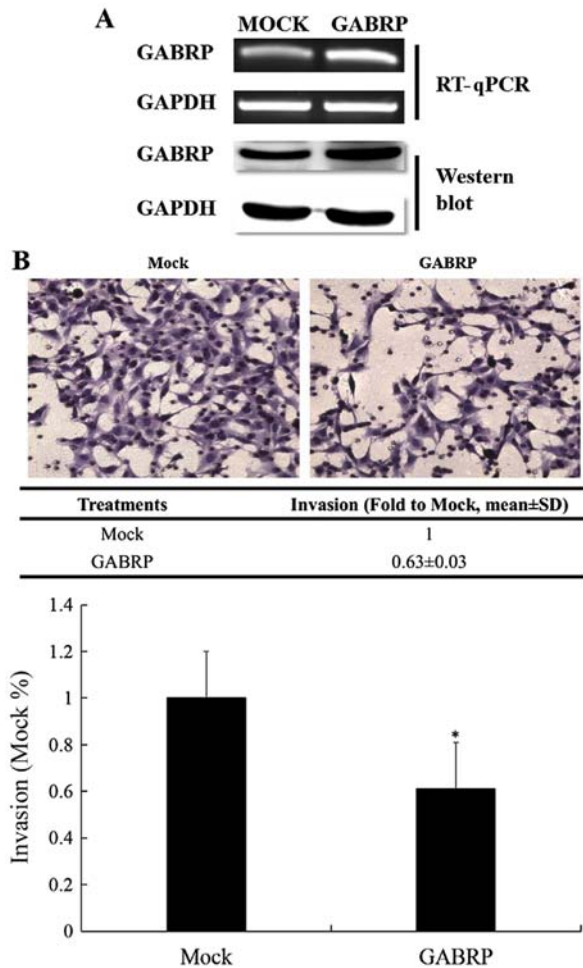 A
MOCK GABRP
GABRP
GAPDH
RT-qPCR
GABRP
GAPDH
Western
blot
B
Mock GABRP
Treatments Invasion (Fold to Mock, mean±SD)
Mock 1
GABRP 0.63±0.03
Invasion (Mock %)
1.4
1.2
1
0.8
0.6
0.4
0.2
0
*
Mock GABRP